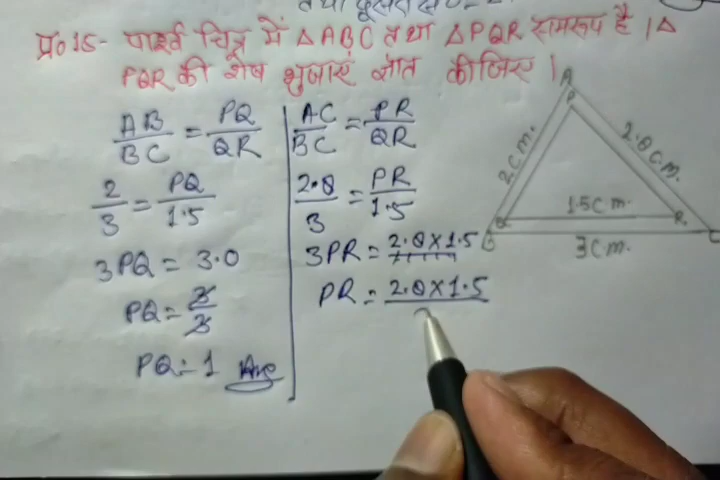 प्र० 15- पार्श्व चित्र में △ABC तथा △PQR समरूप है । △
PQR की शेष भुजाएं ज्ञात कीजिए ।
AB/BC = PQ/QR
2/3 = PQ/1.5
3PQ = 3.0
PQ = 3/3
PQ = 1 Ans
AC/BC = PR/QR
2.8/3 = PR/1.5
3PR = 2.8×1.5
PR = 2.8×1.5
A
P
2cm.
2.8cm.
1.5cm.
Q
R
B
C
3cm.